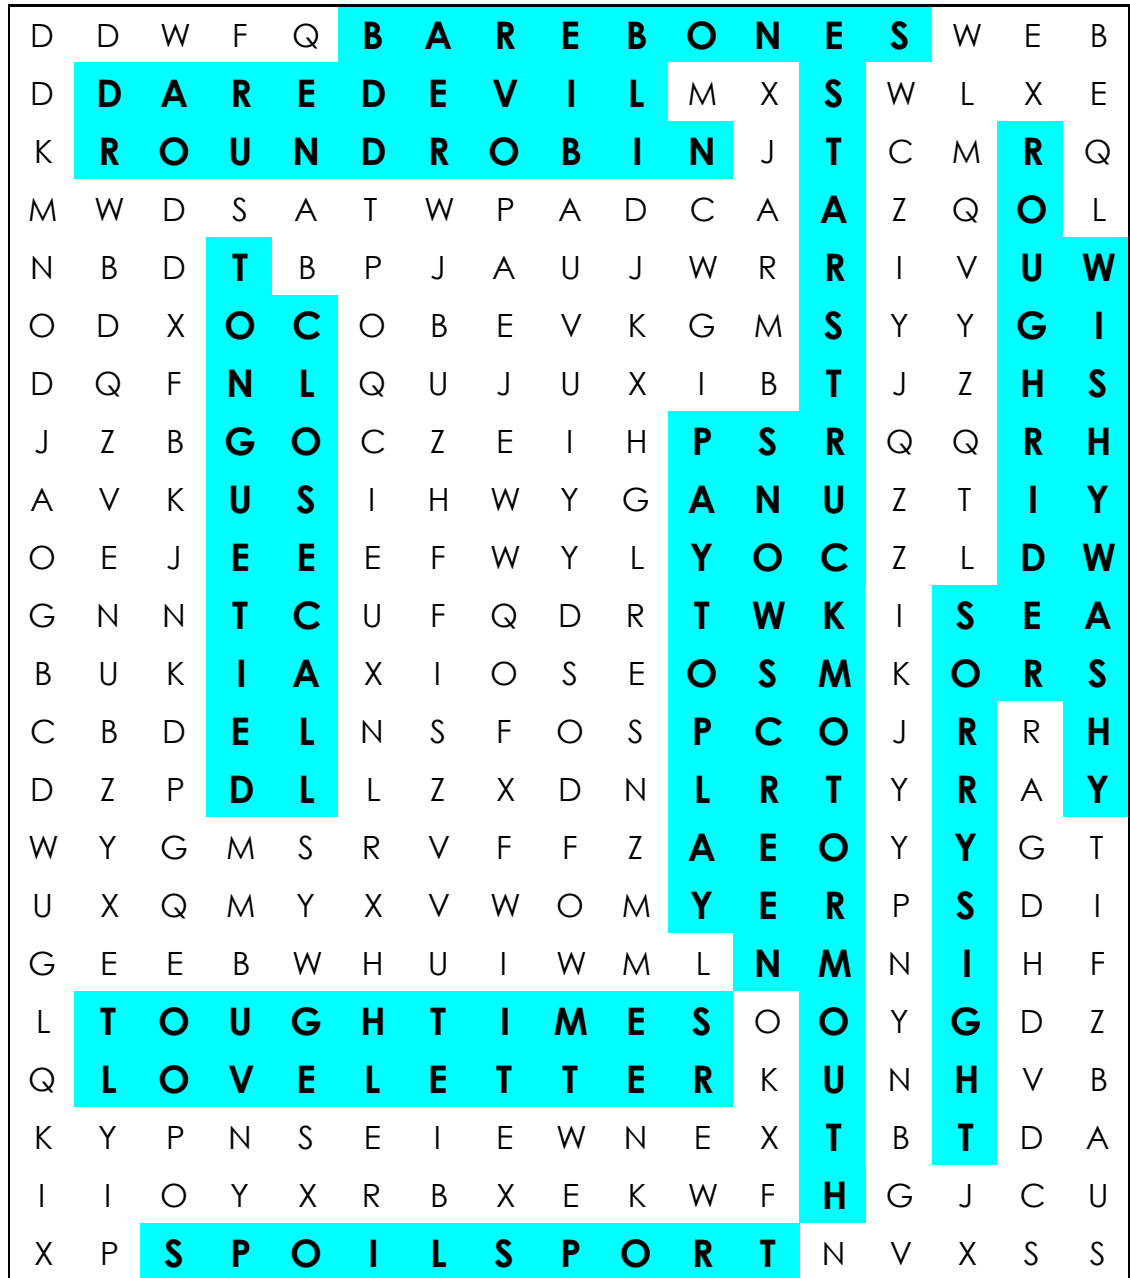 D D W F Q B A R E B O N E S W E B
D D A R E D E V I L M X S W L X E
K R O U N D R O B I N J T C M R Q
M W D S A T W P A D C A A Z Q O L
N B D T B P J A U J W R R I V U W
O D X O C O B E V K G M S Y Y G I
D Q F N L Q U J U X I B T J Z H S
J Z B G O C Z E I H P S R Q Q R H
A V K U S I H W Y G A N U Z T I Y
O E J E E E F W Y L Y O C Z L D W
G N N T C U F Q D R T W K I S E A
B U K I A X I O S E O S M K O R S
C B D E L N S F O S P C O J R R H
D Z P D L L Z X D N L R T Y R A Y
W Y G M S R V F F Z A E O Y Y G T
U X Q M Y X V W O M Y E R P S D I
G E E B W H U I W M L N M N I H F
L T O U G H T I M E S O O Y G D Z
Q L O V E L E T T E R K U N H V B
K Y P N S E I E W N E X T B T D A
I I O Y X R B X E K W F H G J C U
X P S P O I L S P O R T N V X S S